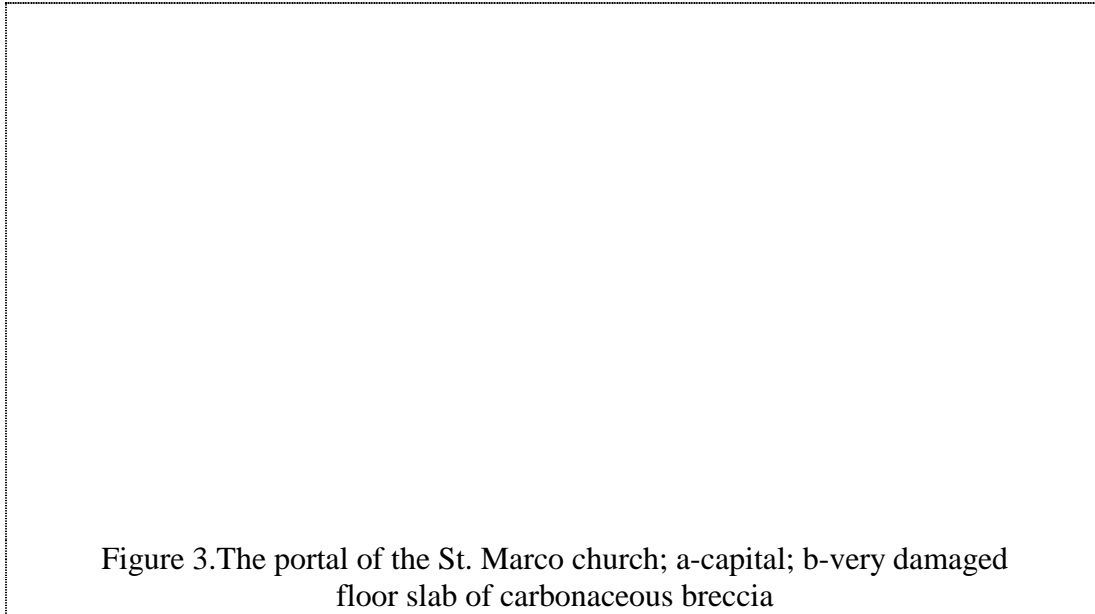 Figure 3.The portal of the St. Marco church; a-capital; b-very damaged
floor slab of carbonaceous breccia